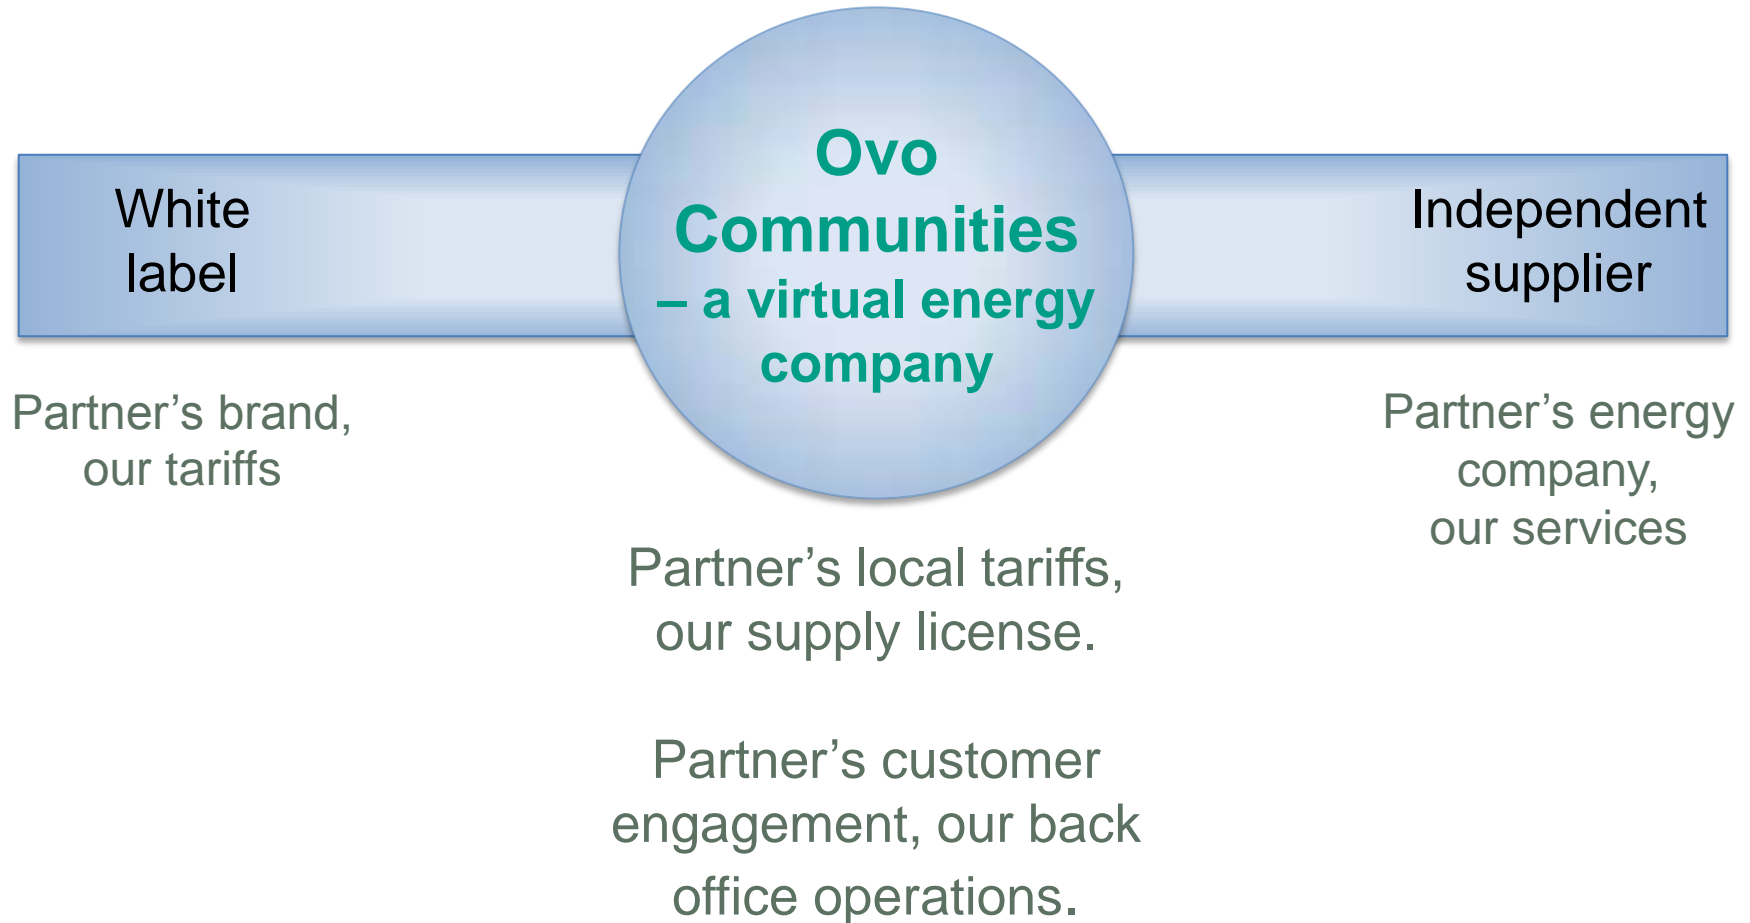 White
label
Ovo
Communities
– a virtual energy
company
Independent
supplier
Partner’s brand,
our tariffs
Partner’s local tariffs,
our supply license.
Partner’s customer
engagement, our back
office operations.
Partner’s energy
company,
our services